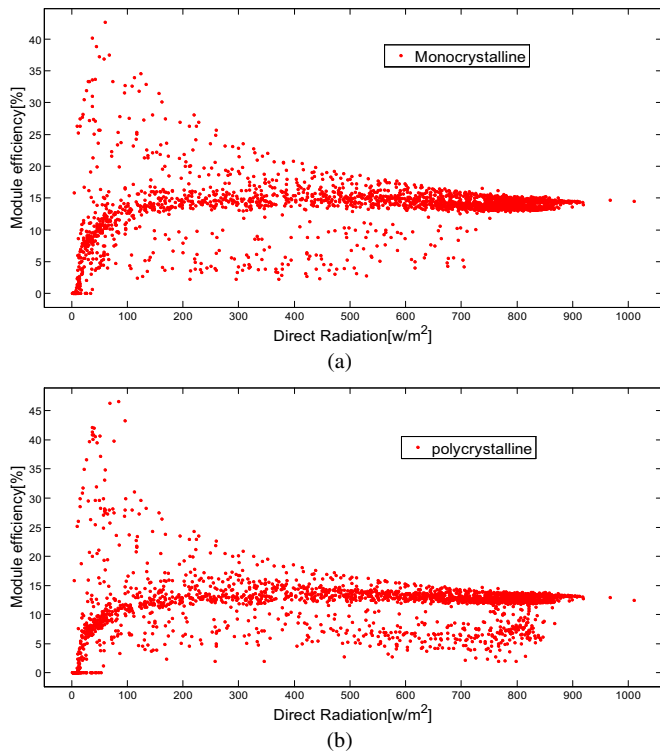 40
35
30
25
20
15
10
5
0
Module efficiency[%]
Monocrystalline
0 100 200 300 400 500 600 700 800 900 1000
Direct Radiation[w/m²]
(a)
45
40
35
30
25
20
15
10
5
0
Module efficiency[%]
polycrystalline
0 100 200 300 400 500 600 700 800 900 1000
Direct Radiation[w/m²]
(b)